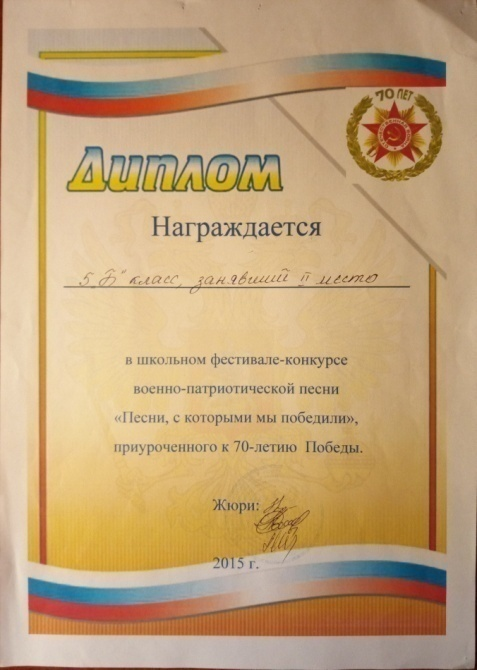 70 ЛЕТ
Диплом
Награждается
5 „Б" класс, занявший II место
в школьном фестивале-конкурсе
военно-патриотической песни
«Песни, с которыми мы победили»,
приуроченного к 70-летию Победы.
Жюри:
2015 г.